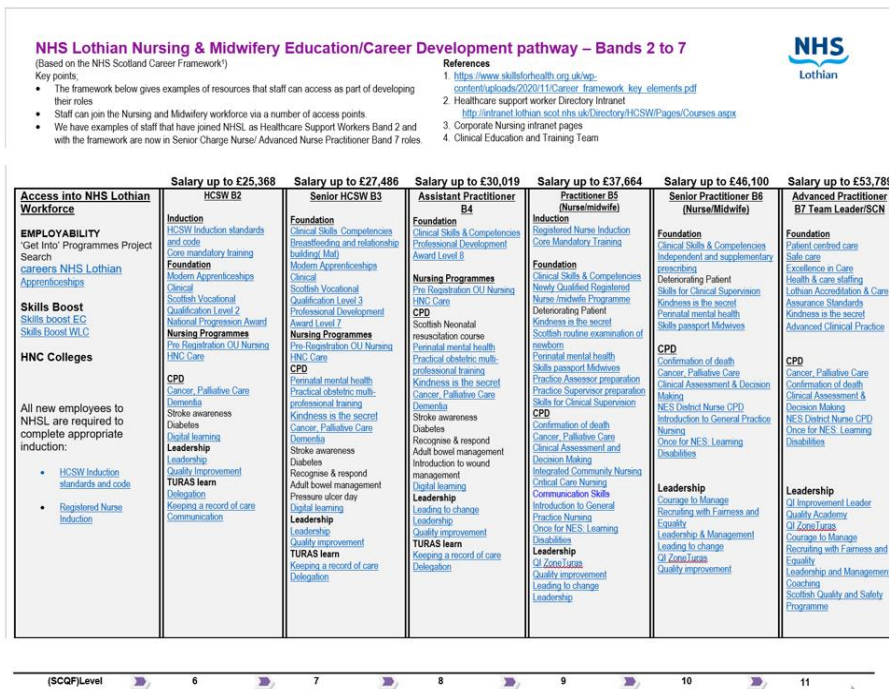 NHS Lothian Nursing & Midwifery Education/Career Development pathway – Bands 2 to 7
(Based on the NHS Scotland Career Framework¹)
Key points;
• The framework below gives examples of resources that staff can access as part of developing
their roles
• Staff can join the Nursing and Midwifery workforce via a number of access points.
• We have examples of staff that have joined NHSL as Healthcare Support Workers Band 2 and
with the framework are now in Senior Charge Nurse/ Advanced Nurse Practitioner Band 7 roles.
References
1. https://www.skillsforhealth.org.uk/wp-
content/uploads/2020/11/Career_framework_key_elements.pdf
2. Healthcare support worker Directory Intranet
http://intranet.lothian.scot.nhs.uk/Directory/HCSW/Pages/Courses.aspx
3. Corporate Nursing intranet pages
4. Clinical Education and Training Team
NHS
Lothian
Access into NHS Lothian
Workforce
EMPLOYABILITY
'Get Into' Programmes Project
Search
careers NHS Lothian
Apprenticeships
Skills Boost
Skills boost EC
Skills Boost WLC
HNC Colleges
All new employees to
NHSL are required to
complete appropriate
induction:
• HCSW Induction
standards and code
• Registered Nurse
Induction
Salary up to £25,368
HCSW B2
Induction
HCSW Induction standards
and code
Core mandatory training
Foundation
Modern Apprenticeships
Clinical
Scottish Vocational
Qualification Level 2
National Progression Award
Nursing Programmes
Pre Registration OU Nursing
HNC Care
CPD
Cancer, Palliative Care
Dementia
Stroke awareness
Diabetes
Digital learning
Leadership
Leadership
Quality Improvement
TURAS learn
Delegation
Keeping a record of care
Communication
Salary up to £27,486
Senior HCSW B3
Foundation
Clinical Skills Competencies
Breastfeeding and relationship
building( Mat)
Modern Apprenticeships
Clinical
Scottish Vocational
Qualification Level 3
Professional Development
Award Level 7
Nursing Programmes
Pre-Registration OU Nursing
HNC Care
CPD
Perinatal mental health
Practical obstetric multi-
professional training
Kindness is the secret
Cancer, Palliative Care
Dementia
Stroke awareness
Diabetes
Recognise & respond
Adult bowel management
Pressure ulcer day
Digital learning
Leadership
Leadership
Quality improvement
TURAS learn
Keeping a record of care
Delegation
Salary up to £30,019
Assistant Practitioner
B4
Foundation
Clinical Skills & Competencies
Professional Development
Award Level 8
Nursing Programmes
Pre Registration OU Nursing
HNC Care
CPD
Scottish Neonatal
resuscitation course
Perinatal mental health
Practical obstetric multi-
professional training
Kindness is the secret
Cancer, Palliative Care
Dementia
Stroke awareness
Diabetes
Recognise & respond
Adult bowel management
Introduction to wound
management
Digital learning
Leadership
Leading to change
Leadership
Quality improvement
TURAS learn
Keeping a record of care
Delegation
Salary up to £37,664
Practitioner B5
(Nurse/midwife)
Induction
Registered Nurse Induction
Core Mandatory Training
Foundation
Clinical Skills & Competencies
Newly Qualified Registered
Nurse /midwife Programme
Deteriorating Patient
Kindness is the secret
Scottish routine examination of
newborn
Perinatal mental health
Skills passport Midwives
Practice Assessor preparation
Practice Supervisor preparation
Skills for Clinical Supervision
CPD
Confirmation of death
Cancer, Palliative Care
Clinical Assessment and
Decision Making
Integrated Community Nursing
Critical Care Nursing
Communication Skills
Introduction to General
Practice Nursing
Once for NES: Learning
Disabilities
Leadership
QI ZoneTuras
Quality improvement
Leading to change
Leadership
Salary up to £46,100
Senior Practitioner B6
(Nurse/Midwife)
Foundation
Clinical Skills & Competencies
Independent and supplementary
prescribing
Deteriorating Patient
Skills for Clinical Supervision
Kindness is the secret
Perinatal mental health
Skills passport Midwives
CPD
Confirmation of death
Cancer, Palliative Care
Clinical Assessment & Decision
Making
NES District Nurse CPD
Introduction to General Practice
Nursing
Once for NES: Learning
Disabilities
Leadership
Courage to Manage
Recruiting with Fairness and
Equality
Leadership & Management
Leading to change
QI ZoneTuras
Quality improvement
Salary up to £53,789
Advanced Practitioner
B7 Team Leader/SCN
Foundation
Patient centred care
Safe care
Excellence in Care
Health & care staffing
Lothian Accreditation & Care
Assurance Standards
Kindness is the secret
Advanced Clinical Practice
CPD
Cancer, Palliative Care
Confirmation of death
Clinical Assessment &
Decision Making
NES District Nurse CPD
Once for NES: Learning
Disabilities
Leadership
QI Improvement Leader
Quality Academy
QI ZoneTuras
Courage to Manage
Recruiting with Fairness and
Equality
Leadership and Management
Coaching
Scottish Quality and Safety
Programme
(SCQF)Level 6 7 8 9 10 11